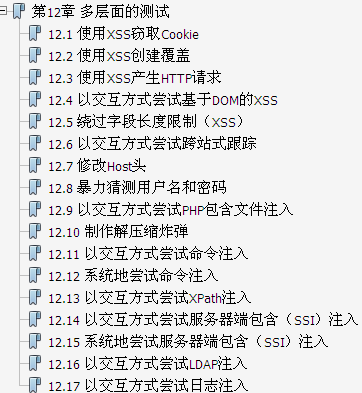 第12章 多层面的测试
12.1 使用XSS窃取Cookie
12.2 使用XSS创建覆盖
12.3 使用XSS产生HTTP请求
12.4 以交互方式尝试基于DOM的XSS
12.5 绕过字段长度限制（XSS）
12.6 以交互方式尝试跨站式跟踪
12.7 修改Host头
12.8 暴力猜测用户名和密码
12.9 以交互方式尝试PHP包含文件注入
12.10 制作解压缩炸弹
12.11 以交互方式尝试命令注入
12.12 系统地尝试命令注入
12.13 以交互方式尝试XPath注入
12.14 以交互方式尝试服务器端包含（SSI）注入
12.15 系统地尝试服务器端包含（SSI）注入
12.16 以交互方式尝试LDAP注入
12.17 以交互方式尝试日志注入